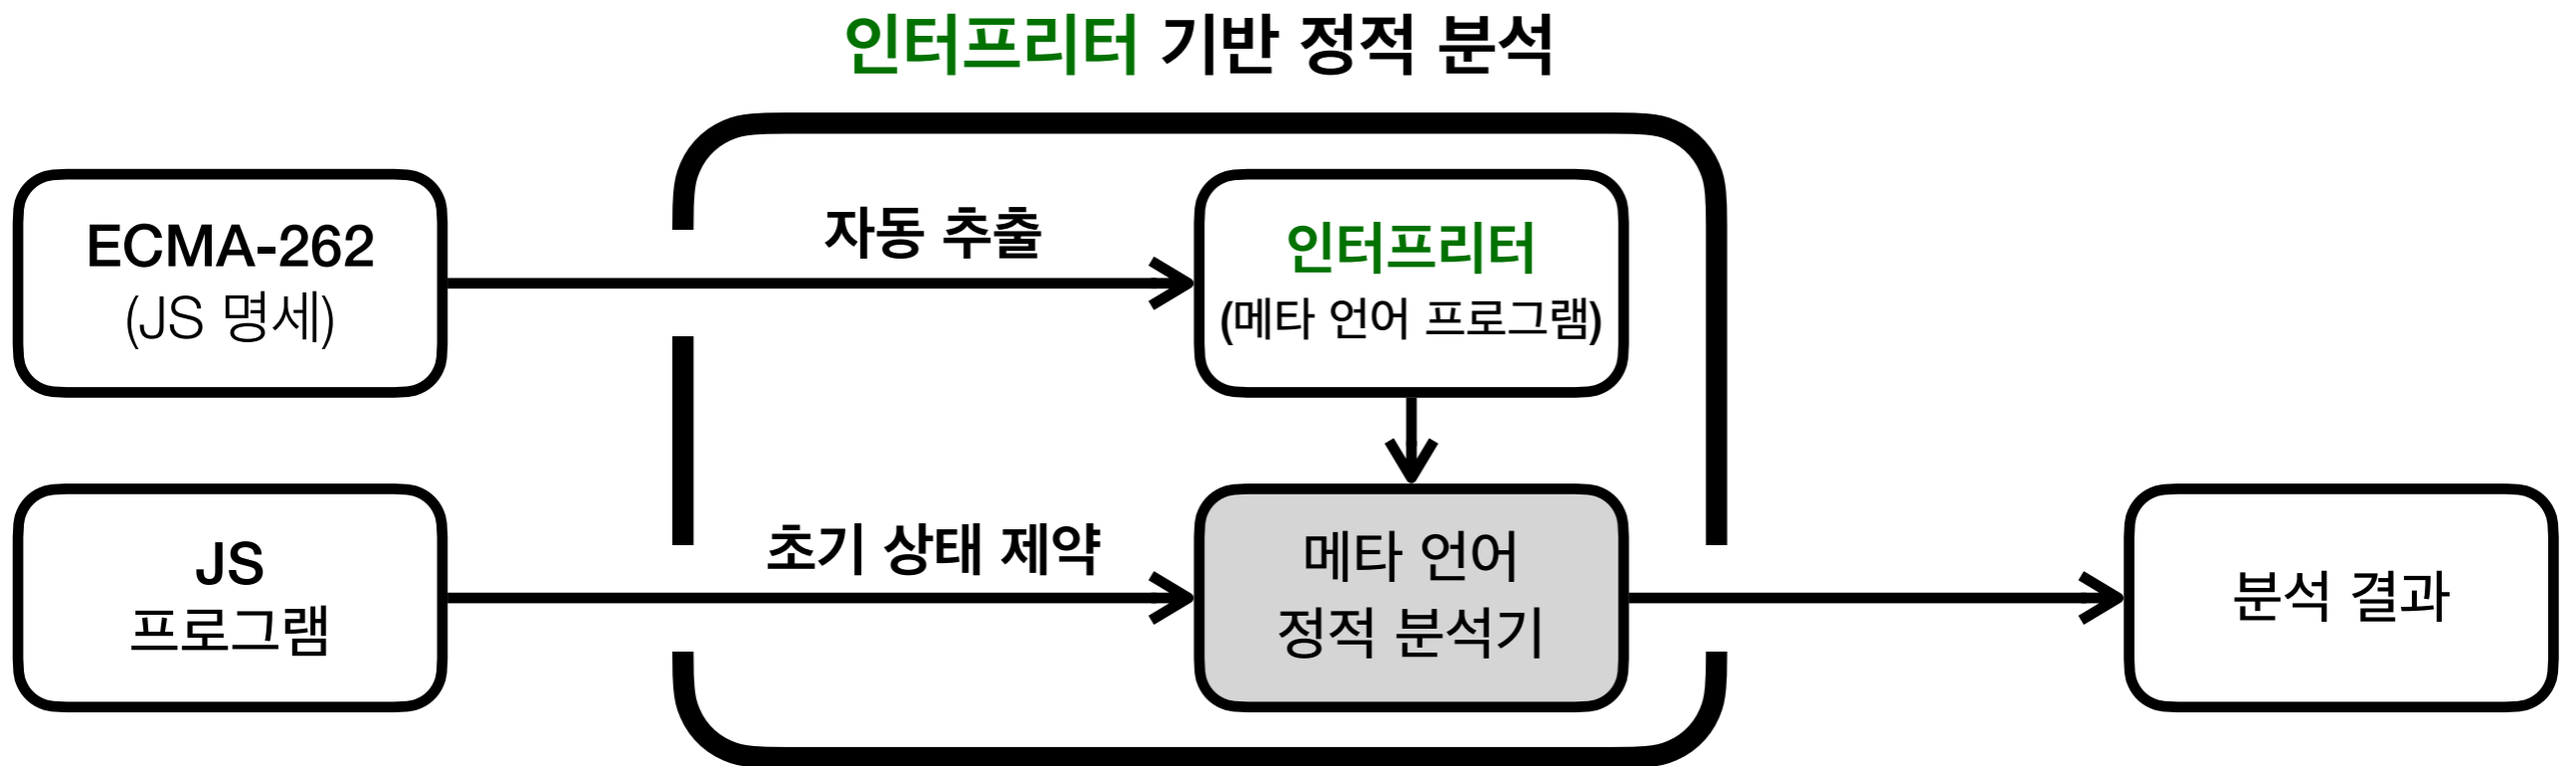 인터프리터 기반 정적 분석
ECMA-262
(JS 명세)
자동 추출
인터프리터
(메타 언어 프로그램)
JS
프로그램
초기 상태 제약
메타 언어
정적 분석기
분석 결과